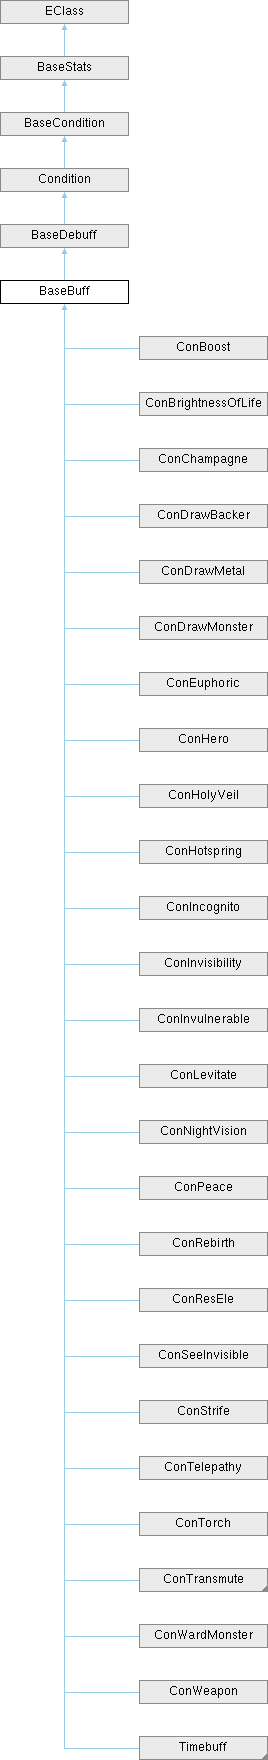 EClass
BaseStats
BaseCondition
Condition
BaseDebuff
BaseBuff
ConBoost
ConBrightnessOfLife
ConChampagne
ConDrawBacker
ConDrawMetal
ConDrawMonster
ConEuphoric
ConHero
ConHolyVeil
ConHotspring
ConIncognito
ConInvisibility
ConInvulnerable
ConLevitate
ConNightVision
ConPeace
ConRebirth
ConResEle
ConSeeInvisible
ConStrife
ConTelepathy
ConTorch
ConTransmute
ConWardMonster
ConWeapon
Timebuff